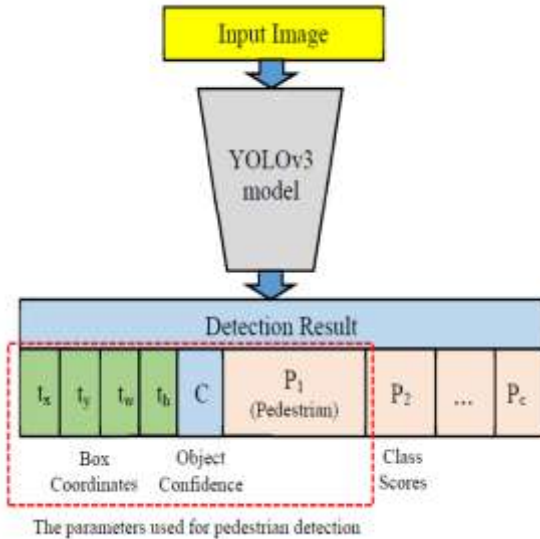 Input Image
YOLOv3
model
Detection Result
tx ty tw th C P1 (Pedestrian) P2 ... Pc
Box Coordinates
Object Confidence
Class Scores
The parameters used for pedestrian detection